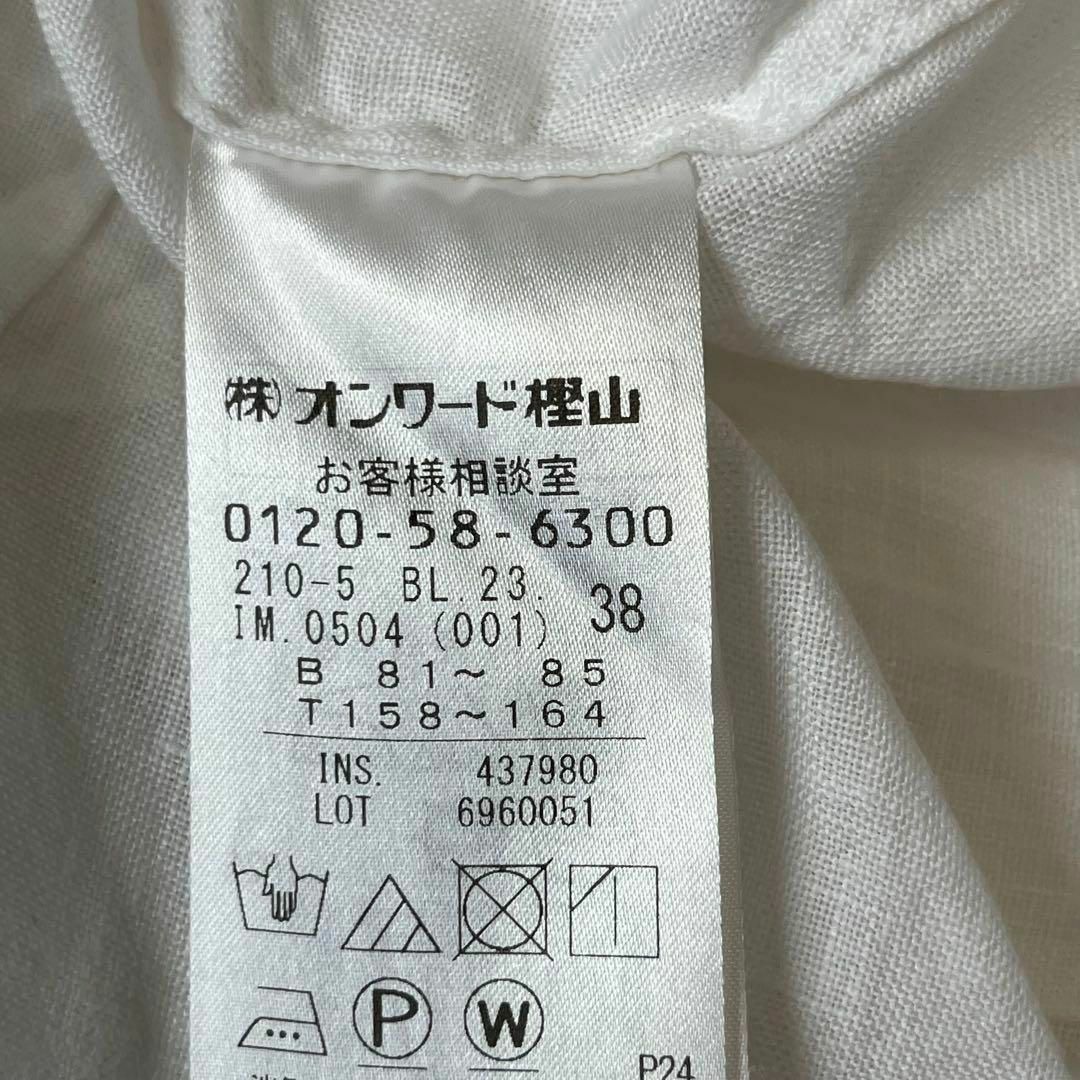 ㈱オンワード樫山
お客様相談室
0120-58-6300
210-5 BL.23.
IM.0504 (001) 38
B 81～ 85
T158～164
INS. 437980
LOT 6960051
P
W
P24